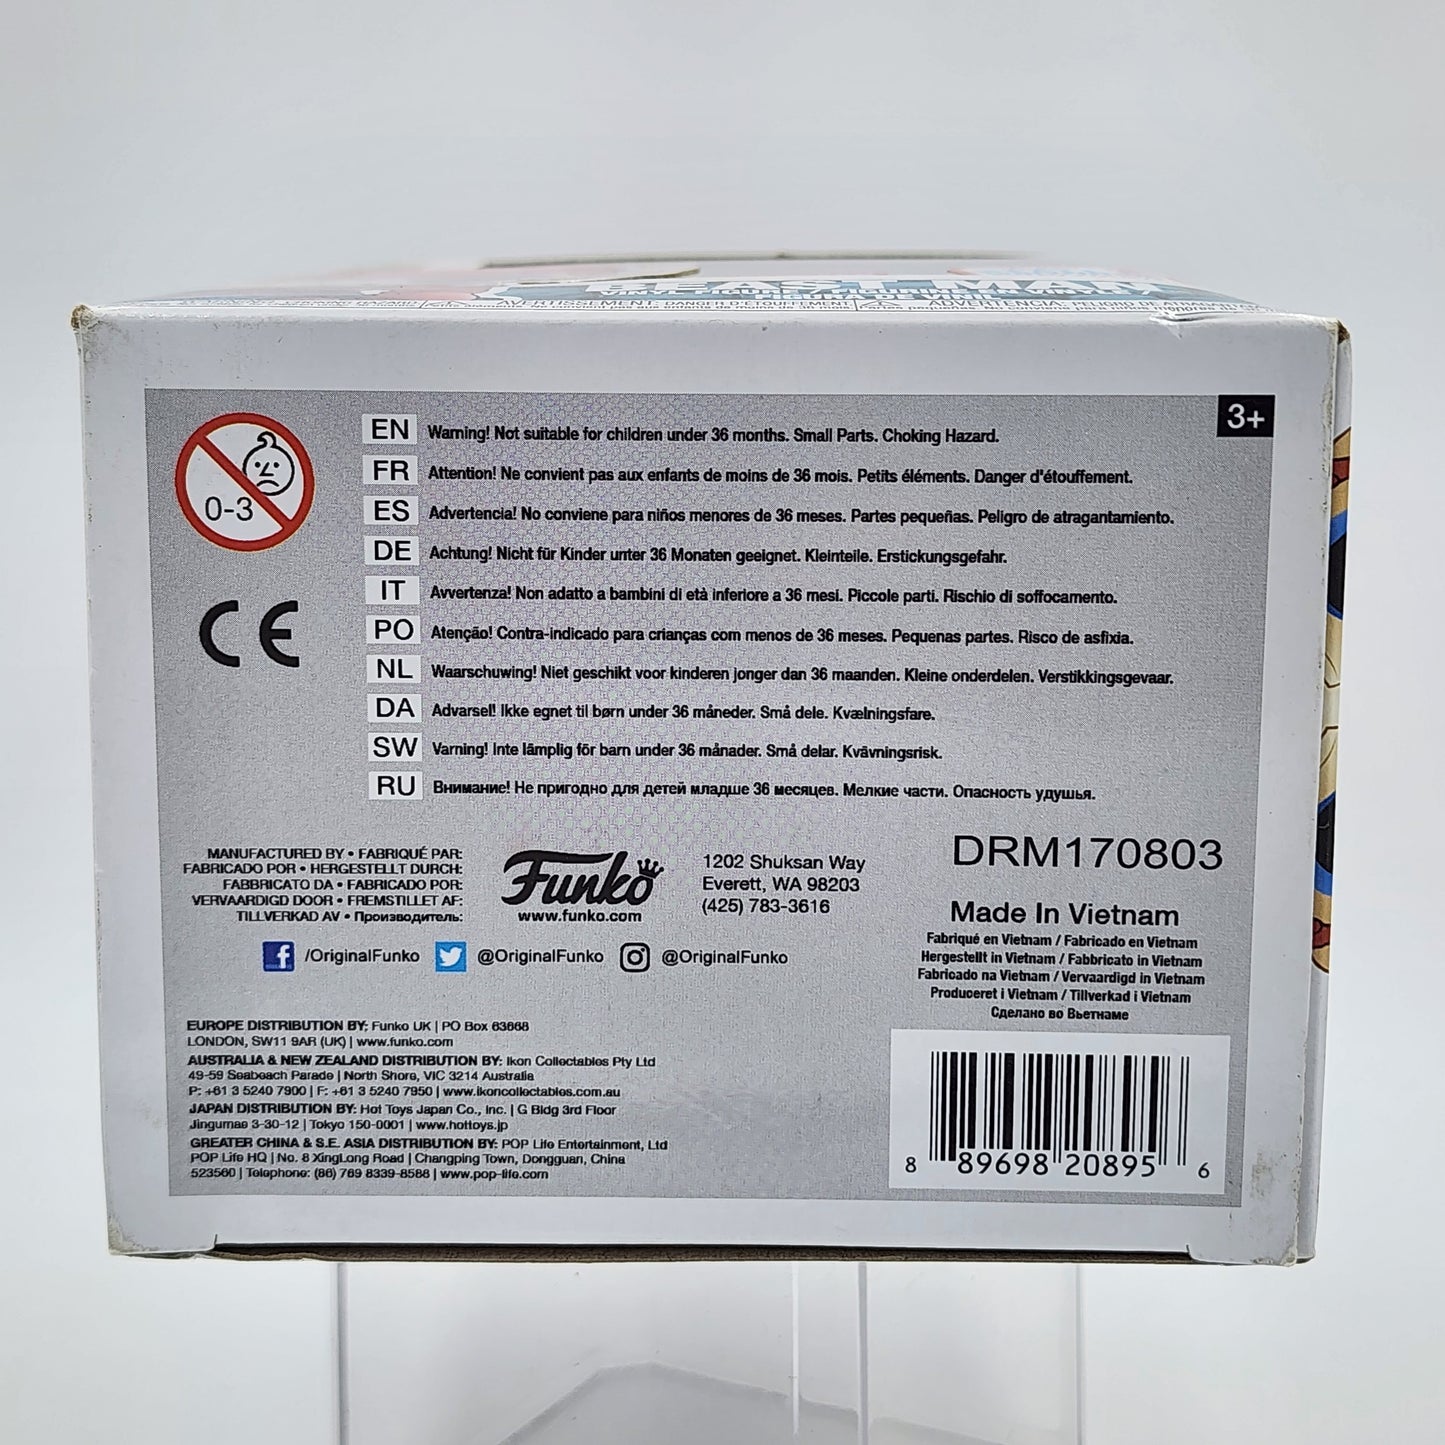 BEAST MAN
AVERTISSEMENT: DANGER D'ÉTOUFFEMENT
ADVERTENCIA: PELIGRO DE
3+
0-3
CE
EN Warning! Not suitable for children under 36 months. Small Parts. Choking Hazard.
FR Attention! Ne convient pas aux enfants de moins de 36 mois. Petits éléments. Danger d'étouffement.
ES Advertencia! No conviene para niños menores de 36 meses. Partes pequeñas. Peligro de atragantamiento.
DE Achtung! Nicht für Kinder unter 36 Monaten geeignet. Kleinteile. Erstickungsgefahr.
IT Avvertenza! Non adatto a bambini di età inferiore a 36 mesi. Piccole parti. Rischio di soffocamento.
PO Atenção! Contra-indicado para crianças com menos de 36 meses. Pequenas partes. Risco de asfixia.
NL Waarschuwing! Niet geschikt voor kinderen jonger dan 36 maanden. Kleine onderdelen. Verstikkingsgevaar.
DA Advarsel! Ikke egnet til børn under 36 måneder. Små dele. Kvælningsfare.
SW Varning! Inte lämplig för barn under 36 månader. Små delar. Kvävningsrisk.
RU Внимание! Не пригодно для детей младше 36 месяцев. Мелкие части. Опасность удушья.
MANUFACTURED BY • FABRIQUÉ PAR:
FABRICADO POR • HERGESTELLT DURCH:
FABBRICATO DA • FABRICADO POR:
VERVAARDIGD DOOR • FREMSTILLET AF:
TILLVERKAD AV • Производитель:
Funko
www.funko.com
1202 Shuksan Way
Everett, WA 98203
(425) 783-3616
/OriginalFunko @OriginalFunko @OriginalFunko
DRM170803
Made In Vietnam
Fabriqué en Vietnam / Fabricado en Vietnam
Hergestellt in Vietnam / Fabbricato in Vietnam
Fabricado na Vietnam / Vervaardigd in Vietnam
Produceret i Vietnam / Tillverkad i Vietnam
Сделано во Вьетнаме
EUROPE DISTRIBUTION BY: Funko UK | PO Box 63668
LONDON, SW11 9AR (UK) | www.funko.com
AUSTRALIA & NEW ZEALAND DISTRIBUTION BY: Ikon Collectables Pty Ltd
49-59 Seabeach Parade | North Shore, VIC 3214 Australia
P: +61 3 5240 7900 | F: +61 3 5240 7950 | www.ikoncollectables.com.au
JAPAN DISTRIBUTION BY: Hot Toys Japan Co., Inc. | G Bldg 3rd Floor
Jingumae 3-30-12 | Tokyo 150-0001 | www.hottoys.jp
GREATER CHINA & S.E. ASIA DISTRIBUTION BY: POP Life Entertainment, Ltd
POP Life HQ | No. 8 XingLong Road | Changping Town, Dongguan, China
523560 | Telephone: (86) 769 8339-8588 | www.pop-life.com
8 89698 20895 6